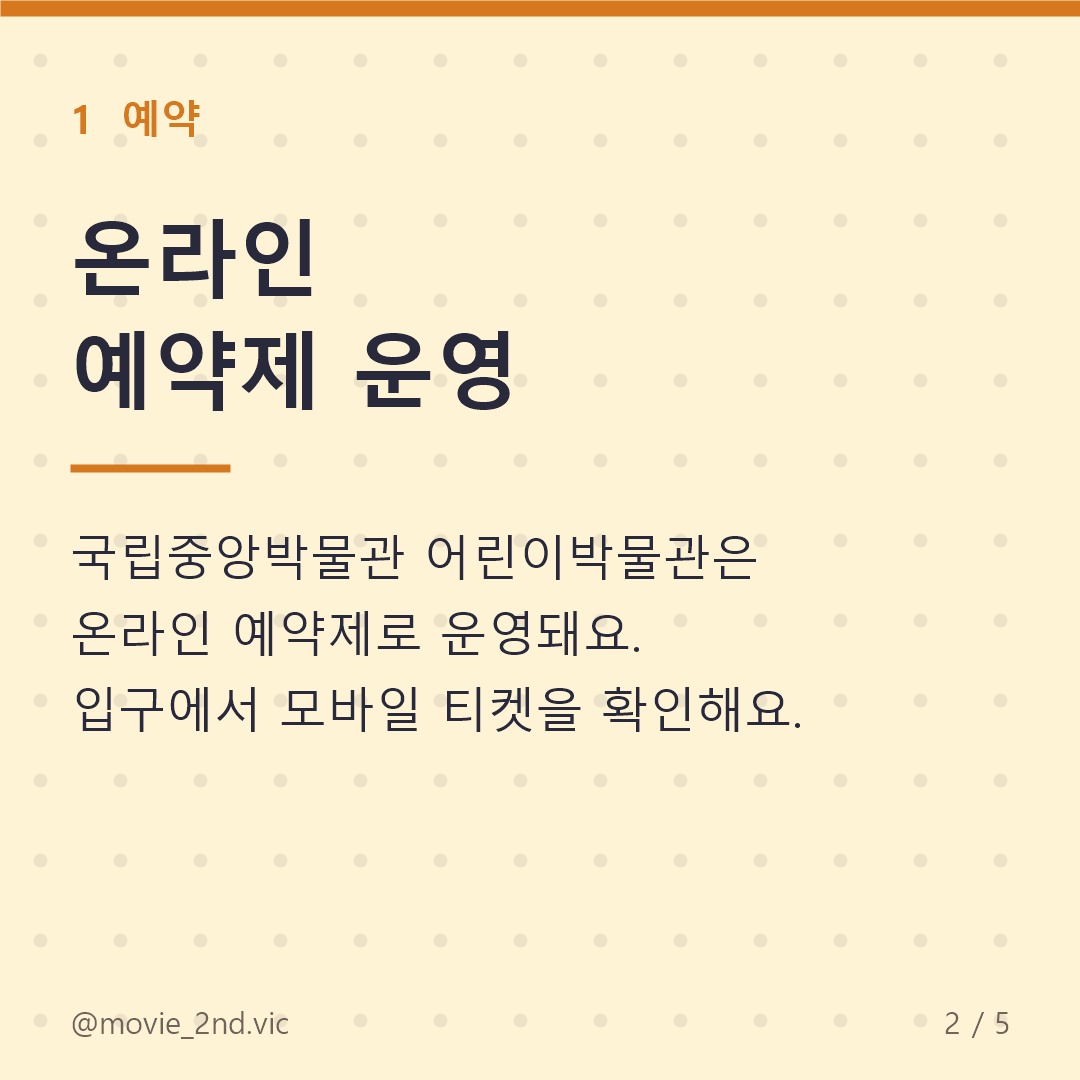 1 예약
온라인
예약제 운영
국립중앙박물관 어린이박물관은
온라인 예약제로 운영돼요.
입구에서 모바일 티켓을 확인해요.
@movie_2nd.vic
2 / 5